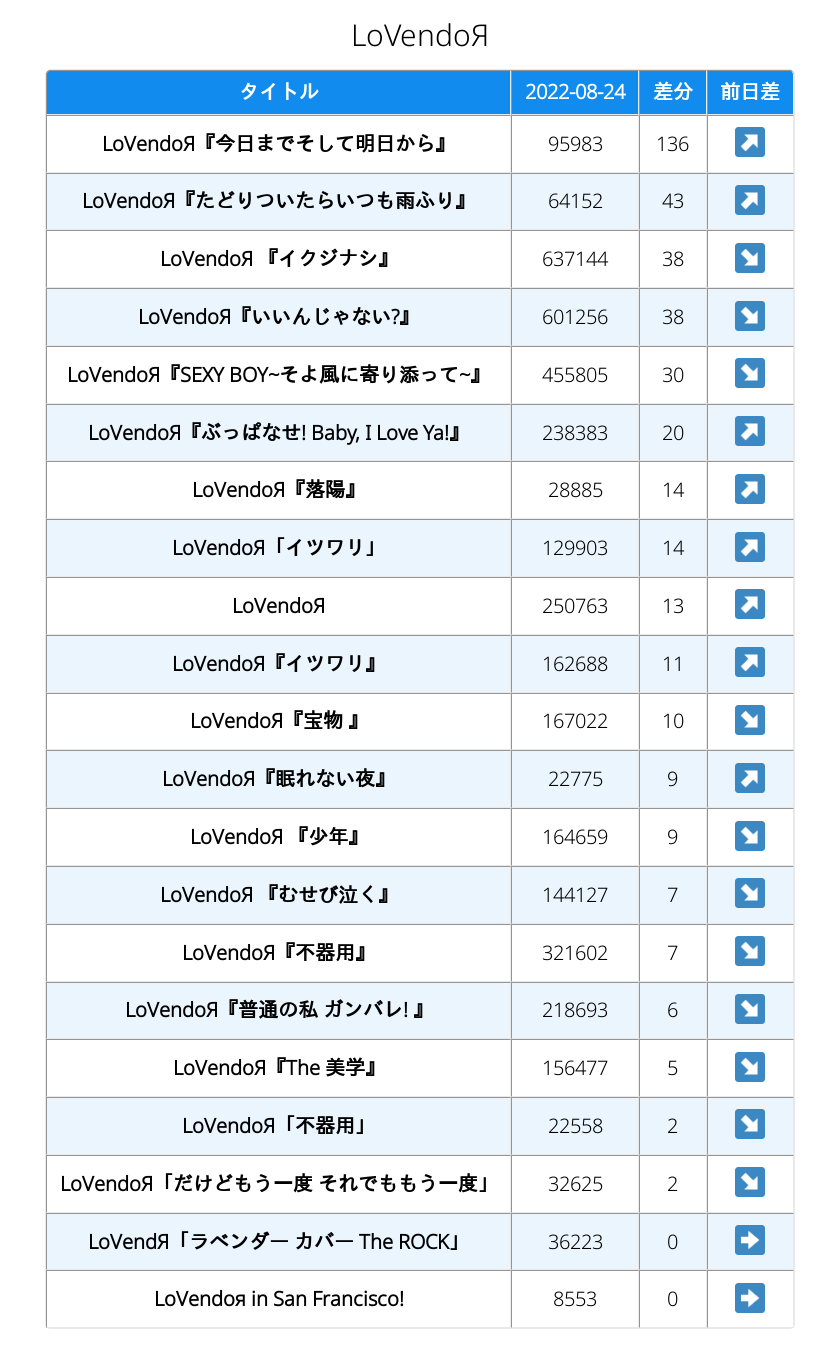 LoVendoЯ
タイトル 2022-08-24 差分 前日差
LoVendoЯ『今日までそして明日から』 95983 136
LoVendoЯ『たどりついたらいつも雨ふり』 64152 43
LoVendoЯ 『イクジナシ』 637144 38
LoVendoЯ『いいんじゃない?』 601256 38
LoVendoЯ『SEXY BOY~そよ風に寄り添って~』 455805 30
LoVendoЯ『ぶっぱなせ! Baby, I Love Ya!』 238383 20
LoVendoЯ『落陽』 28885 14
LoVendoЯ「イツワリ」 129903 14
LoVendoЯ 250763 13
LoVendoЯ『イツワリ』 162688 11
LoVendoЯ『宝物 』 167022 10
LoVendoЯ『眠れない夜』 22775 9
LoVendoЯ 『少年』 164659 9
LoVendoЯ 『むせび泣く』 144127 7
LoVendoЯ『不器用』 321602 7
LoVendoЯ『普通の私 ガンバレ! 』 218693 6
LoVendoЯ『The 美学』 156477 5
LoVendoЯ「不器用」 22558 2
LoVendoЯ「だけどもう一度 それでももう一度」 32625 2
LoVendЯ「ラベンダー カバー The ROCK」 36223 0
LoVendoя in San Francisco! 8553 0